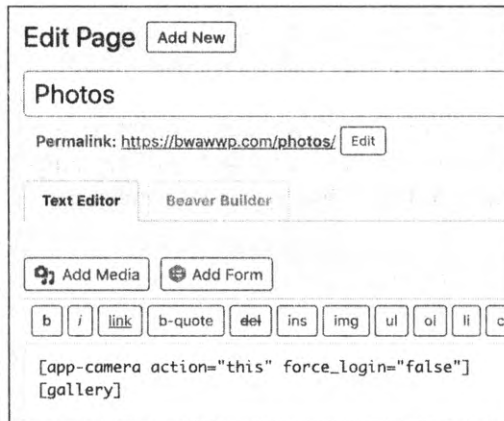 Edit Page Add New
Photos
Permalink: https://bwawwp.com/photos/ Edit
Text Editor Beaver Builder
Add Media Add Form
b i link b-quote del ins img ul ol li c
[app-camera action="this" force_login="false"]
[gallery]